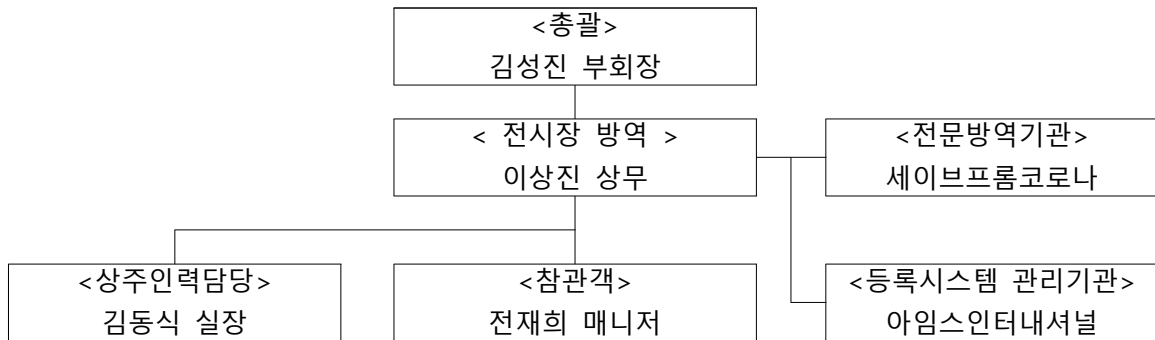 <총괄>
김성진 부회장
< 전시장 방역 >
이상진 상무
<전문방역기관>
세이브프롬코로나
<상주인력담당>
김동식 실장
<참관객>
전재희 매니저
<등록시스템 관리기관>
아임스인터내셔널